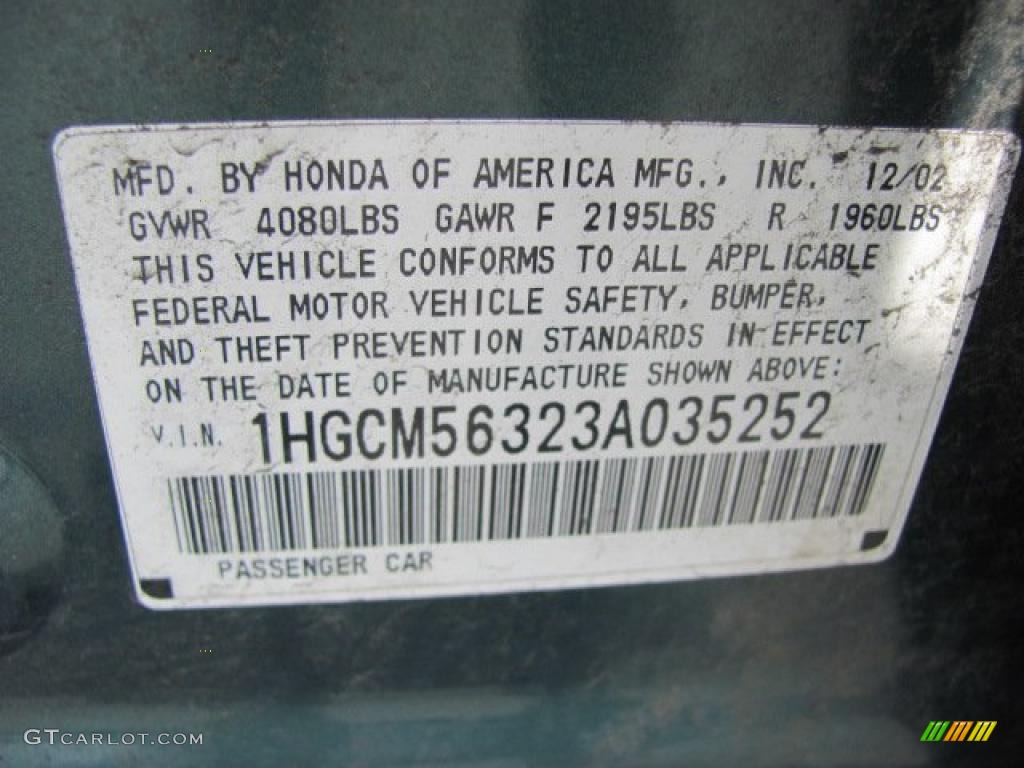 MFD. BY HONDA OF AMERICA MFG., INC. 12/02
GVWR 4080LBS GAWR F 2195LBS R 1960LBS
THIS VEHICLE CONFORMS TO ALL APPLICABLE
FEDERAL MOTOR VEHICLE SAFETY, BUMPER,
AND THEFT PREVENTION STANDARDS IN EFFECT
ON THE DATE OF MANUFACTURE SHOWN ABOVE:
V.I.N. 1HGCM56323A035252
PASSENGER CAR
GTCARLOT.COM